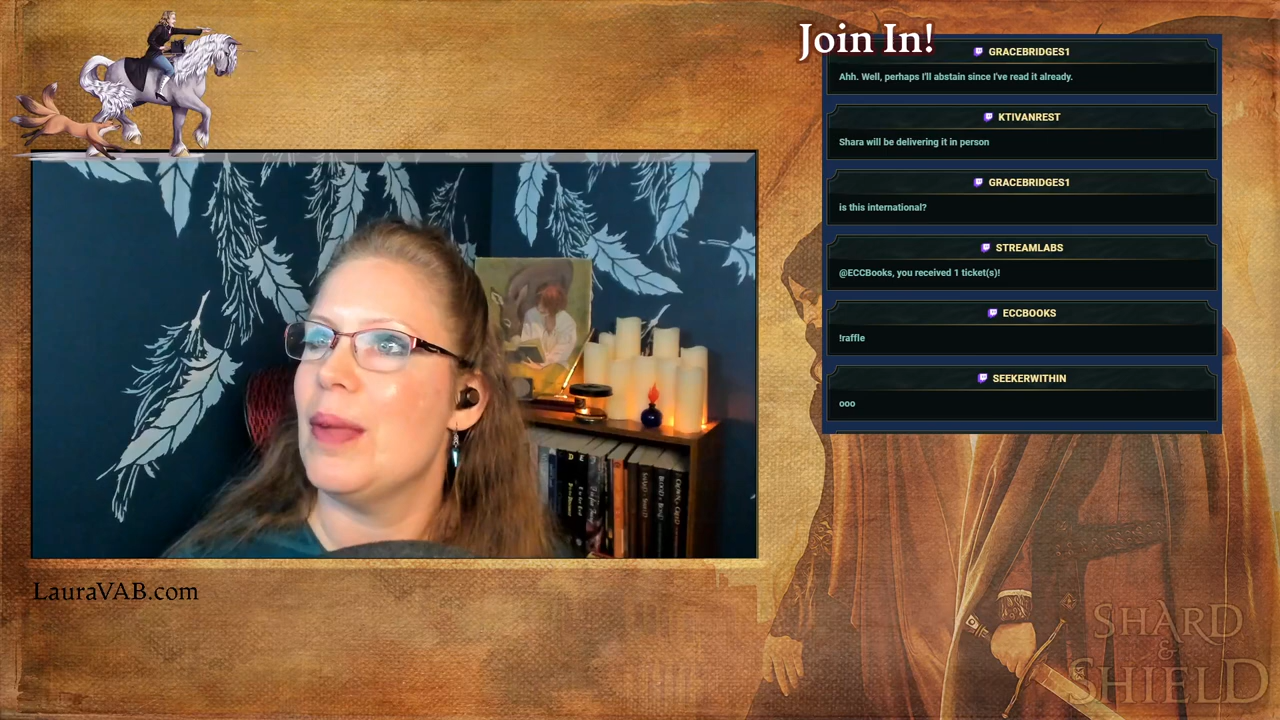 Join In!
GRACEBRIDGES1
Ahh. Well, perhaps I'll abstain since I've read it already.
KTIVANREST
Shara will be delivering it in person
GRACEBRIDGES1
is this international?
STREAMLABS
@ECCBooks, you received 1 ticket(s)!
ECCBOOKS
!raffle
SEEKERWITHIN
ooo
LauraVAB.com
SHARD
&
SHIELD